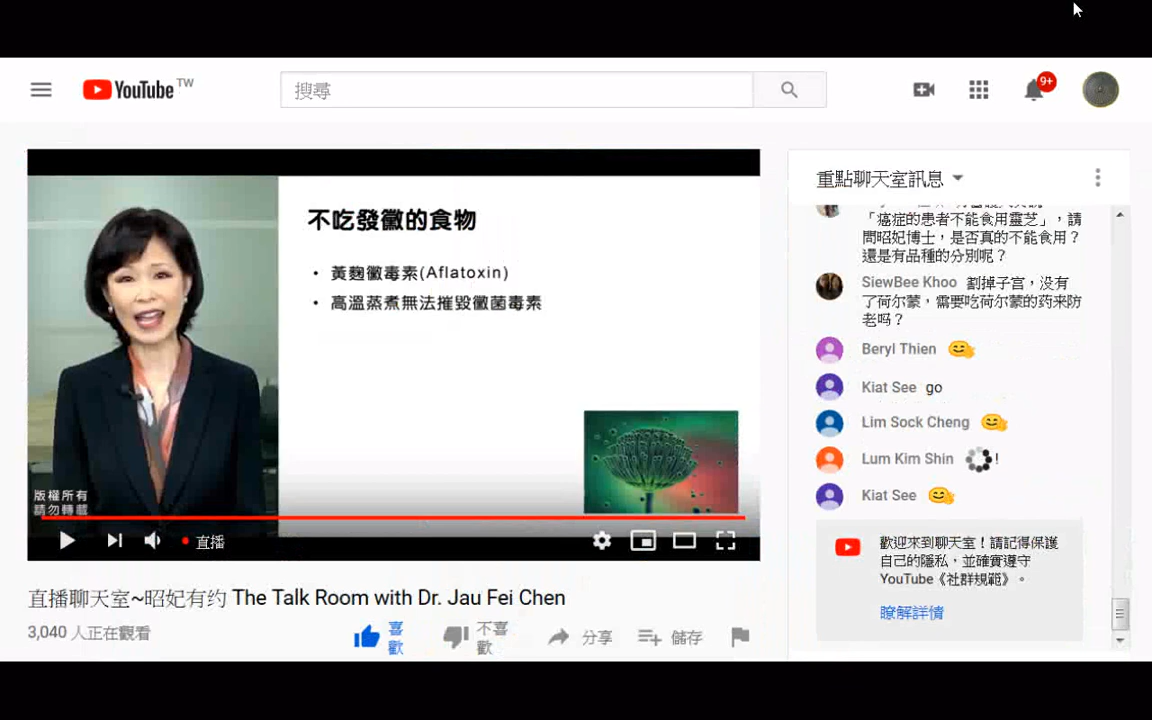 YouTube TW
搜尋
9+
不吃發黴的食物
• 黃麴黴毒素(Aflatoxin)
• 高溫蒸煮無法摧毀黴菌毒素
版權所有
請勿轉載
直播
直播聊天室~昭妃有约 The Talk Room with Dr. Jau Fei Chen
3,040 人正在觀看
喜歡
不喜歡
分享
儲存
重點聊天室訊息
「癌症的患者不能食用靈芝」，請
問昭妃博士，是否真的不能食用？
還是有品種的分別呢？
SiewBee Khoo 割掉子宫，没有
了荷尔蒙，需要吃荷尔蒙的药来防
老吗？
Beryl Thien
Kiat See go
Lim Sock Cheng
Lum Kim Shin !
Kiat See
歡迎來到聊天室！請記得保護
自己的隱私，並確實遵守
YouTube《社群規範》。
瞭解詳情